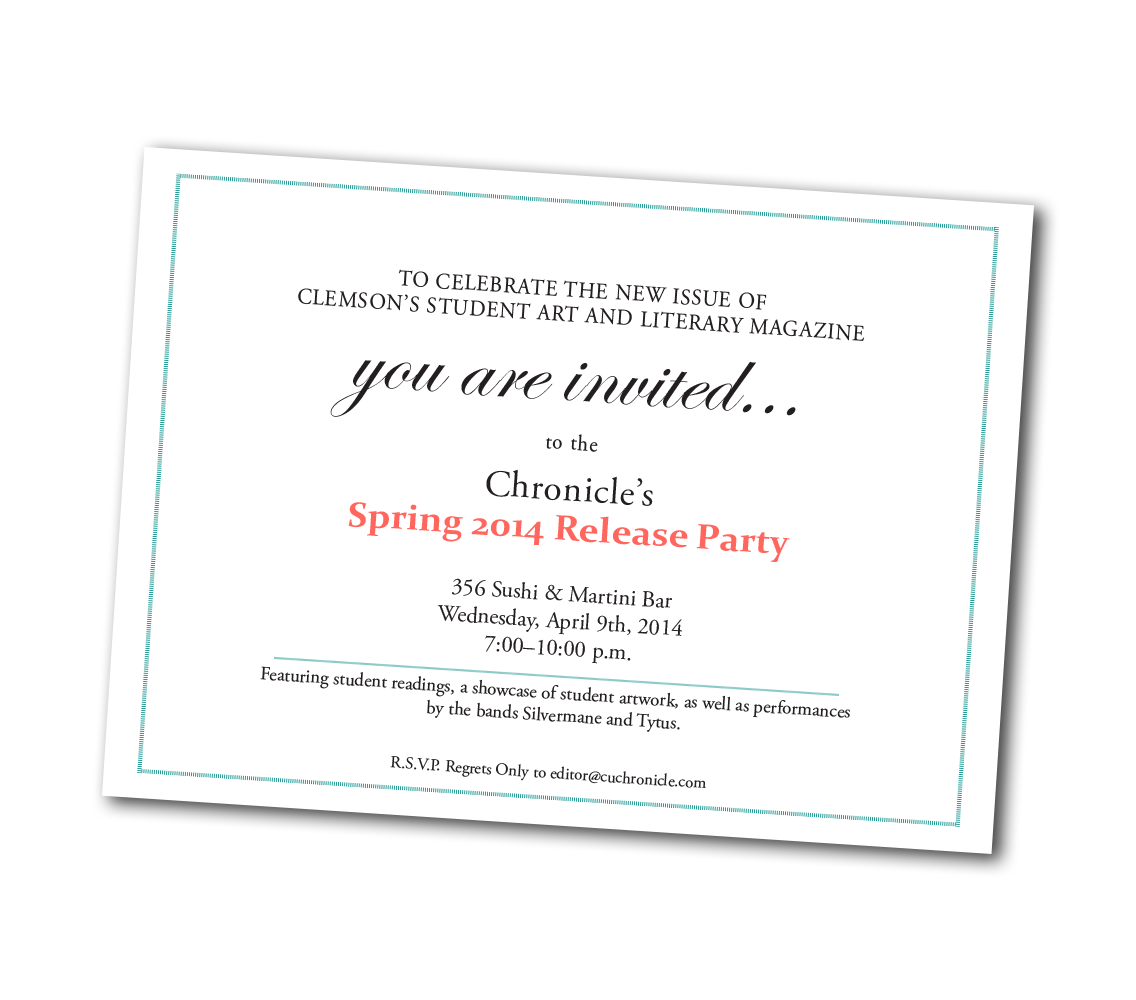 TO CELEBRATE THE NEW ISSUE OF
CLEMSON’S STUDENT ART AND LITERARY MAGAZINE
you are invited...
to the
Chronicle’s
Spring 2014 Release Party
356 Sushi & Martini Bar
Wednesday, April 9th, 2014
7:00–10:00 p.m.
Featuring student readings, a showcase of student artwork, as well as performances
by the bands Silvermane and Tytus.
R.S.V.P. Regrets Only to editor@cuchronicle.com